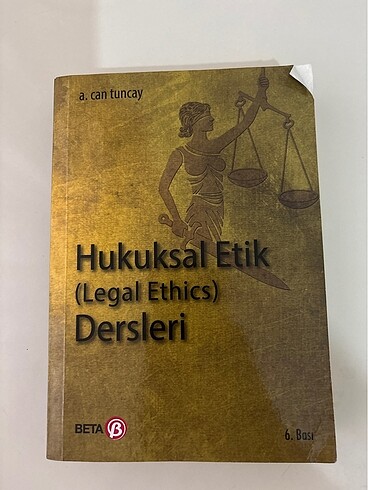 a. can tuncay
Hukuksal Etik
(Legal Ethics)
Dersleri
BETA B
6. Bası